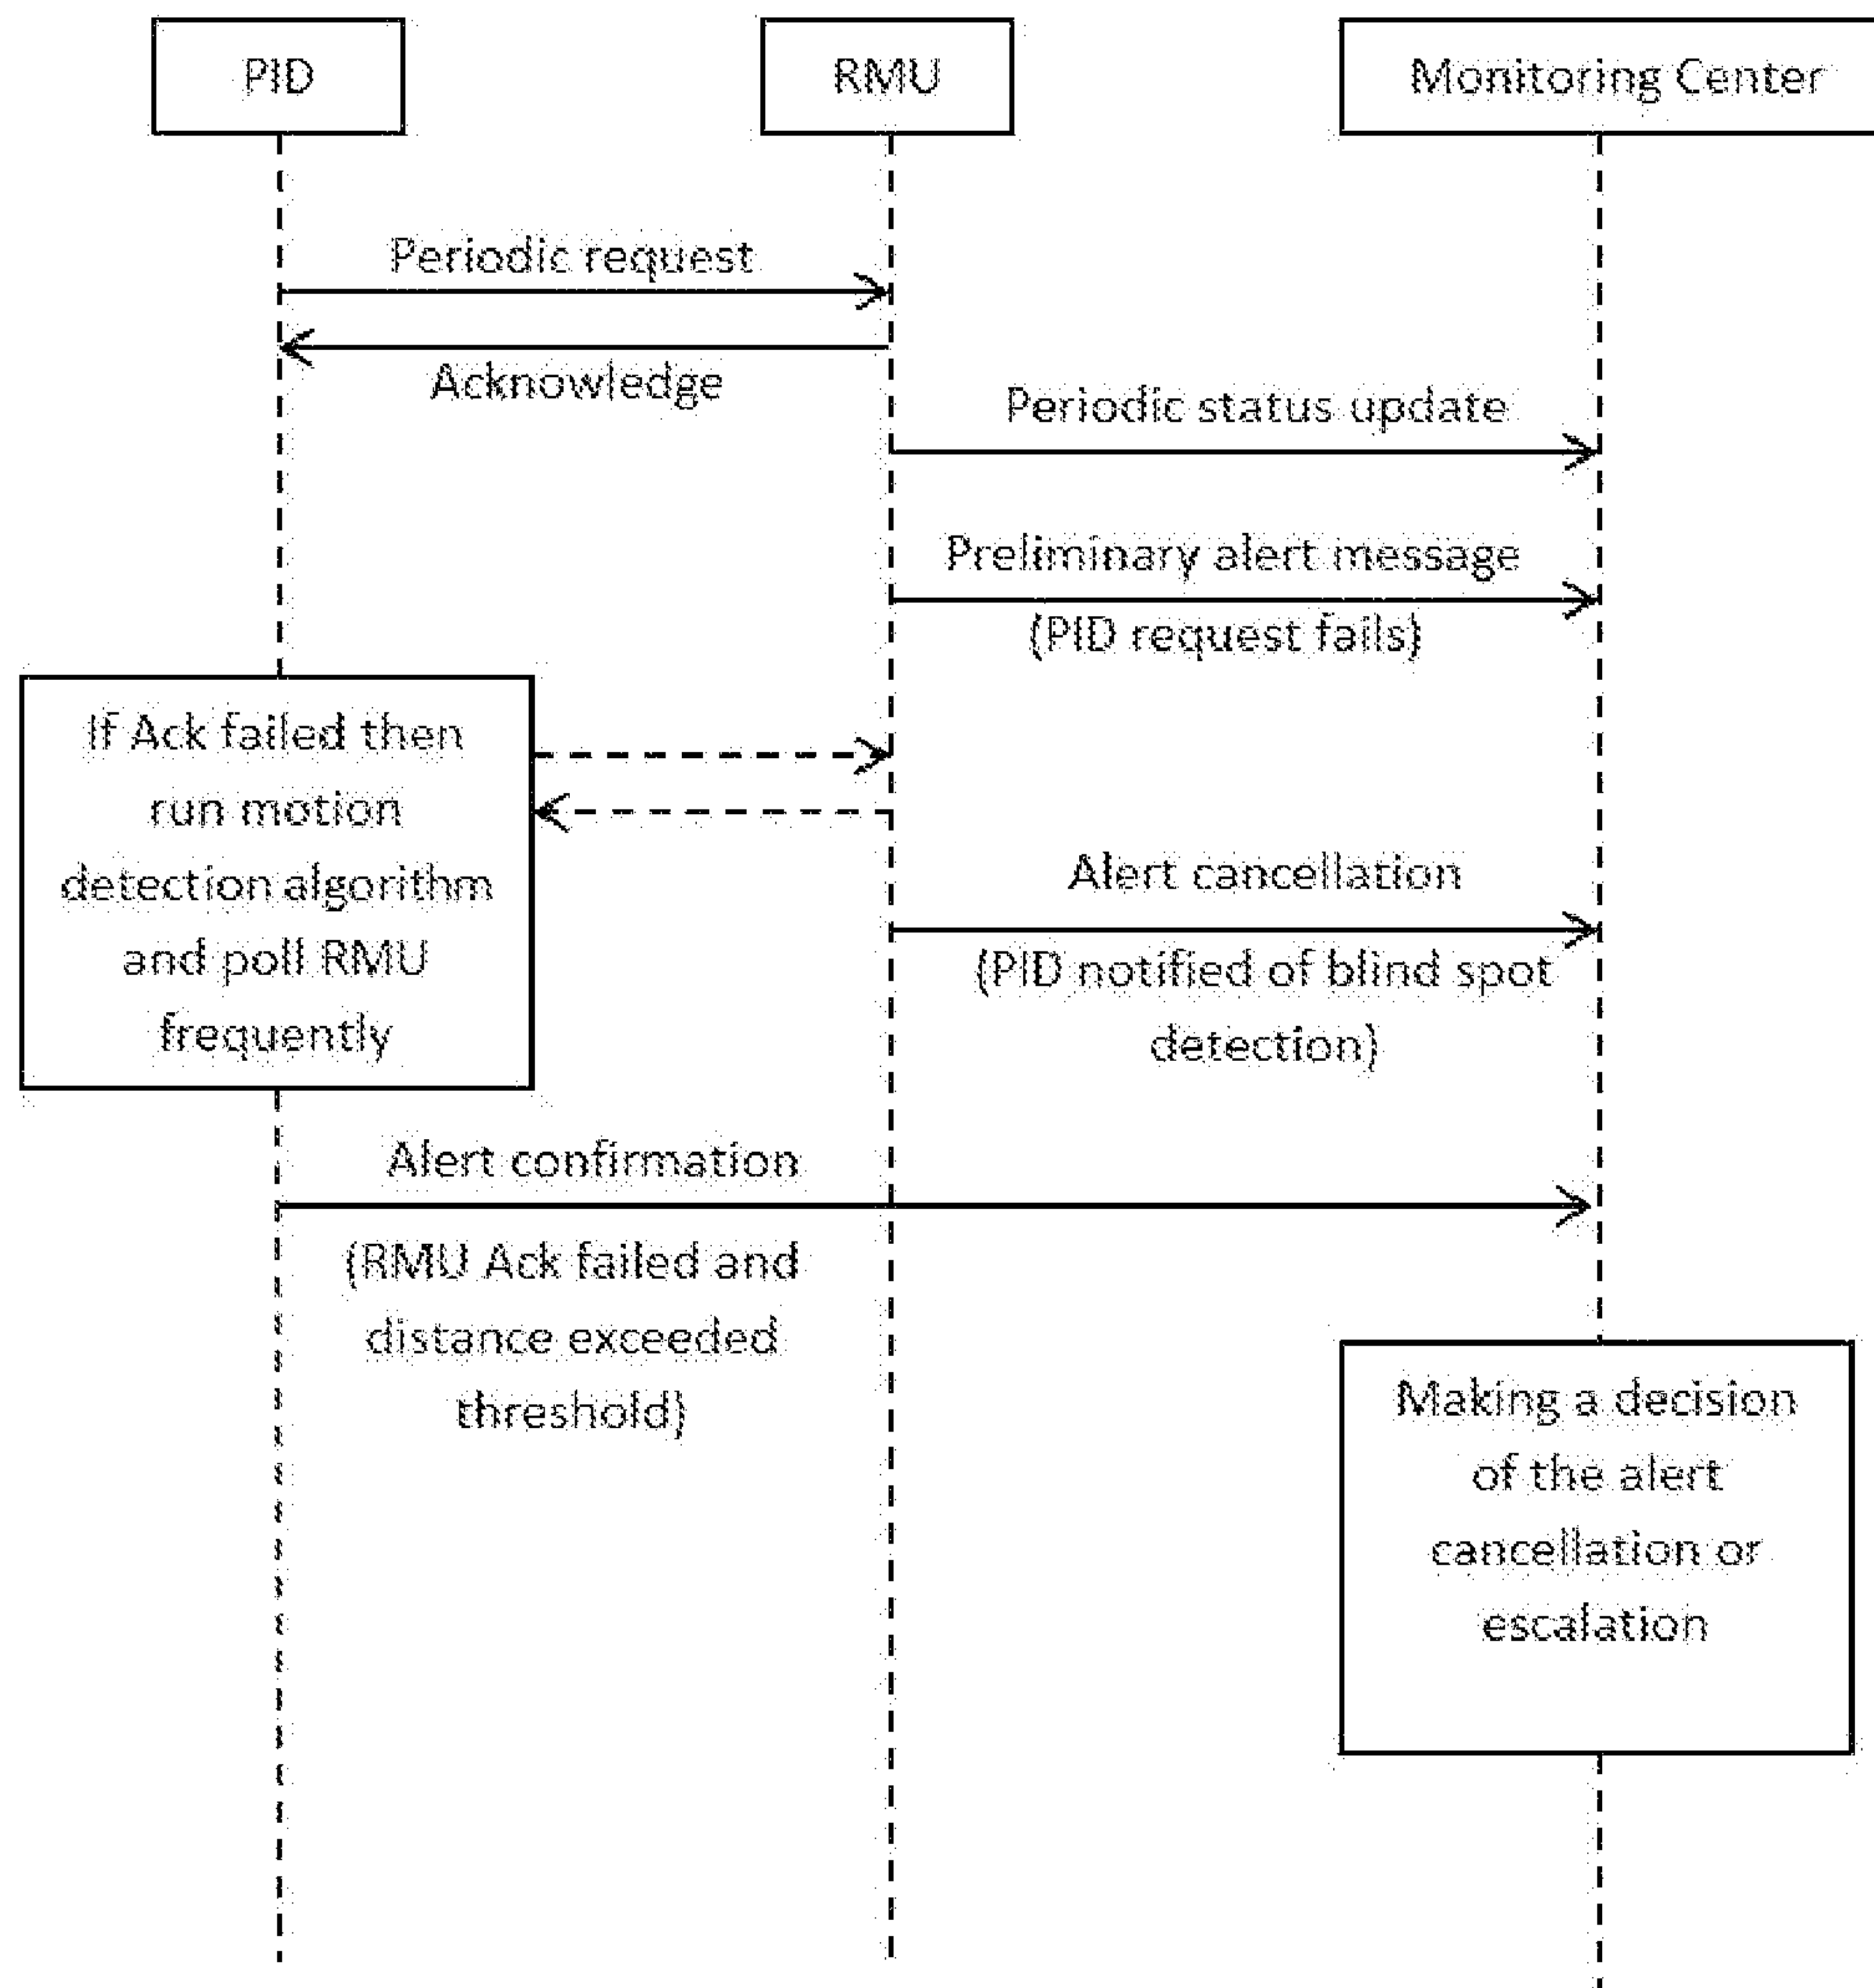 PID
RMU
Monitoring Center
Periodic request
Acknowledge
Periodic status update
Preliminary alert message
(PID request fails)
If Ack failed then
run motion
detection algorithm
and poll RMU
frequently
Alert cancellation
(PID notified of blind spot
detection)
Alert confirmation
(RMU Ack failed and
distance exceeded
threshold)
Making a decision
of the alert
cancellation or
escalation